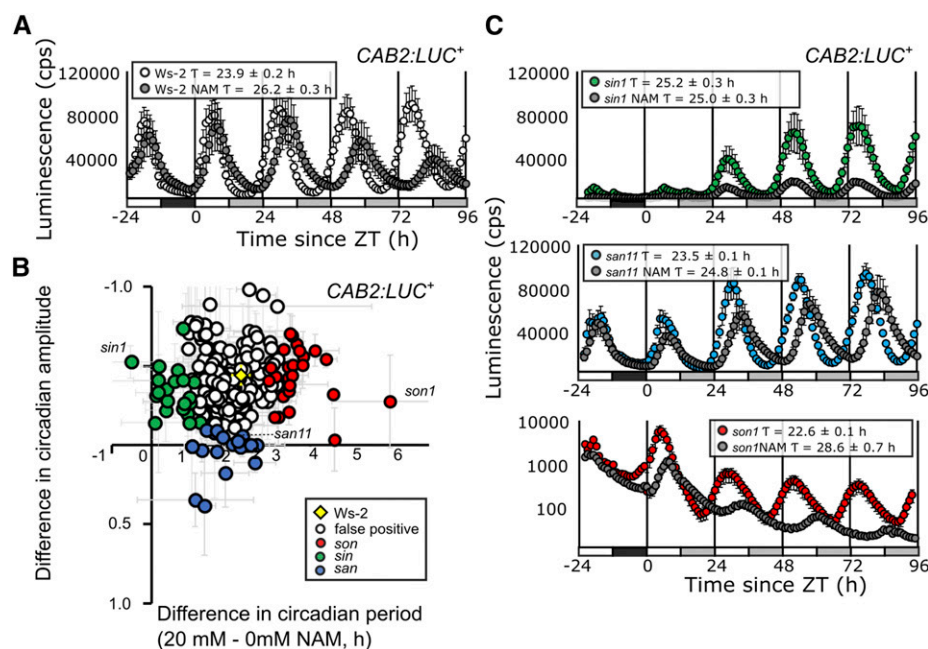 A
CAB2:LUC+
Luminescence (cps)
120000
80000
40000
Ws-2 τ = 23.9 ± 0.2 h
Ws-2 NAM τ = 26.2 ± 0.3 h
-24 0 24 48 72 96
Time since ZT (h)
B
CAB2:LUC+
Difference in circadian amplitude
-1.0
sin1
son1
san11
-1 0 1 2 3 4 5 6
0.5
1.0
Ws-2
false positive
son
sin
san
Difference in circadian period
(20 mM - 0mM NAM, h)
C
CAB2:LUC+
Luminescence (cps)
120000
80000
40000
sin1 τ = 25.2 ± 0.3 h
sin1 NAM τ = 25.0 ± 0.3 h
-24 0 24 48 72 96
120000
80000
40000
san11 τ = 23.5 ± 0.1 h
san11 NAM τ = 24.8 ± 0.1 h
-24 0 24 48 72 96
10000
1000
100
son1 τ = 22.6 ± 0.1 h
son1NAM τ = 28.6 ± 0.7 h
-24 0 24 48 72 96
Time since ZT (h)